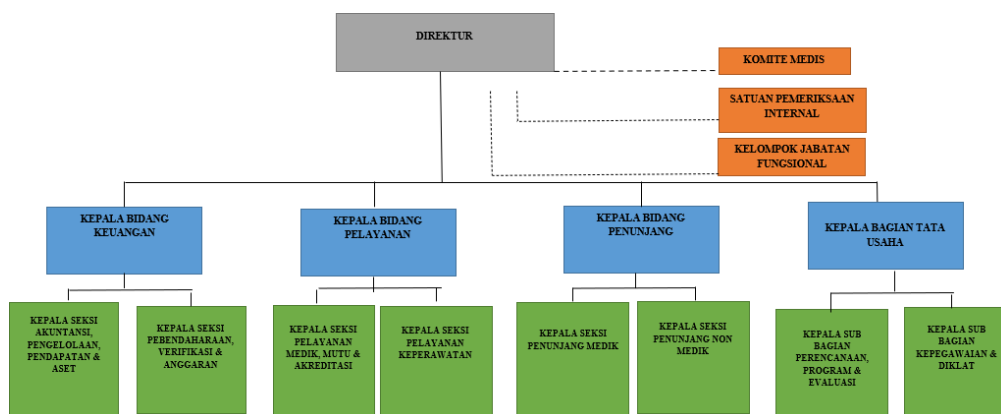 DIREKTUR
KOMITE MEDIS
SATUAN PEMERIKSAAN
INTERNAL
KELOMPOK JABATAN
FUNGSIONAL
KEPALA BIDANG
KEUANGAN
KEPALA BIDANG
PELAYANAN
KEPALA BIDANG
PENUNJANG
KEPALA BAGIAN TATA
USAHA
KEPALA SEKSI
AKUNTANSI,
PENGELOLAAN,
PENDAPATAN &
ASET
KEPALA SEKSI
PEBENDAHARAAN,
VERIFIKASI &
ANGGARAN
KEPALA SEKSI
PELAYANAN
MEDIK, MUTU &
AKREDITASI
KEPALA SEKSI
PELAYANAN
KEPERAWATAN
KEPALA SEKSI
PENUNJANG MEDIK
KEPALA SEKSI
PENUNJANG NON
MEDIK
KEPALA SUB
BAGIAN
PERENCANAAN,
PROGRAM &
EVALUASI
KEPALA SUB
BAGIAN
KEPEGAWAIAN &
DIKLAT